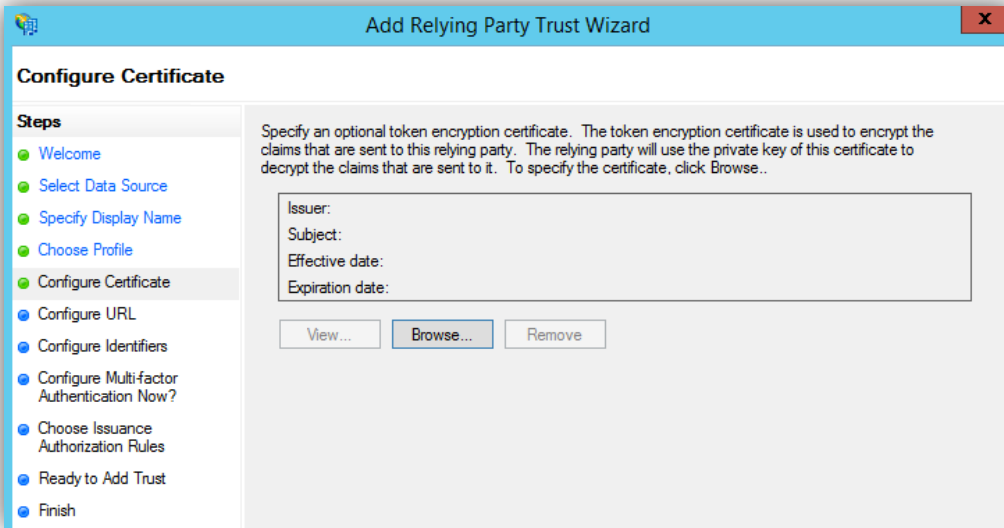 Add Relying Party Trust Wizard
x
Configure Certificate
Steps
Welcome
Select Data Source
Specify Display Name
Choose Profile
Configure Certificate
Configure URL
Configure Identifiers
Configure Multi-factor
Authentication Now?
Choose Issuance
Authorization Rules
Ready to Add Trust
Finish
Specify an optional token encryption certificate.  The token encryption certificate is used to encrypt the
claims that are sent to this relying party.  The relying party will use the private key of this certificate to
decrypt the claims that are sent to it.  To specify the certificate, click Browse..
Issuer:
Subject:
Effective date:
Expiration date:
View...
Browse...
Remove